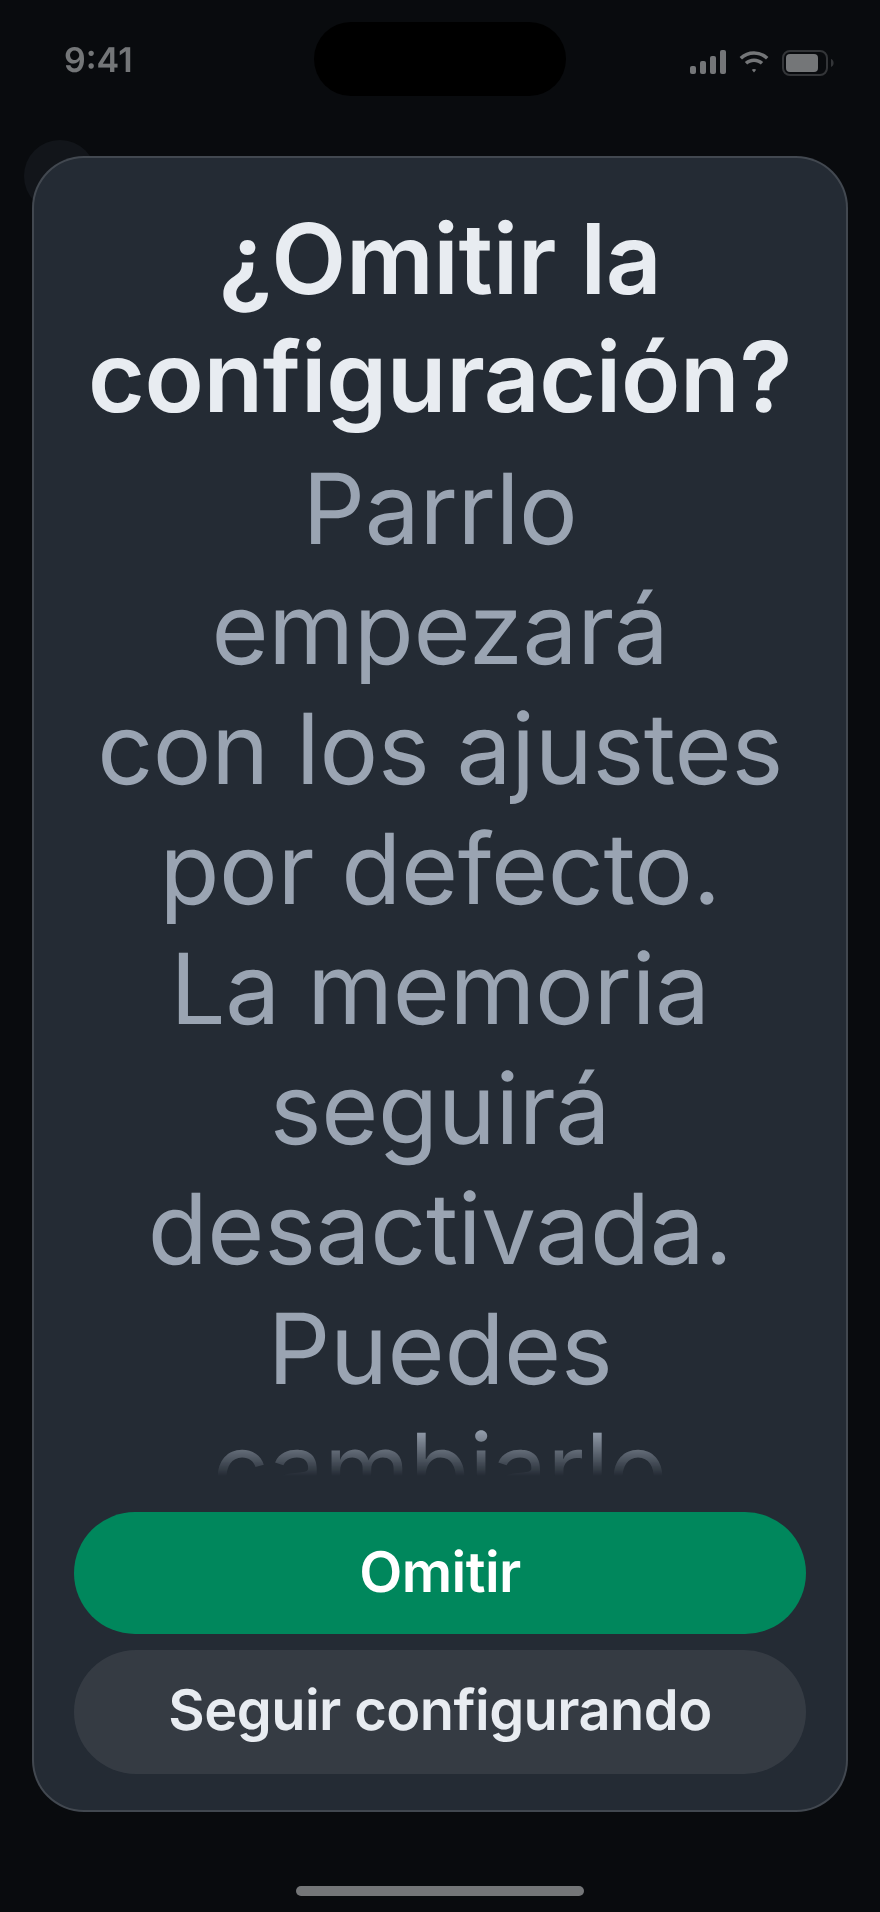 9:41
¿Omitir la
configuración?
Parrlo
empezará
con los ajustes
por defecto.
La memoria
seguirá
desactivada.
Puedes
cambiarlo
Omitir
Seguir configurando